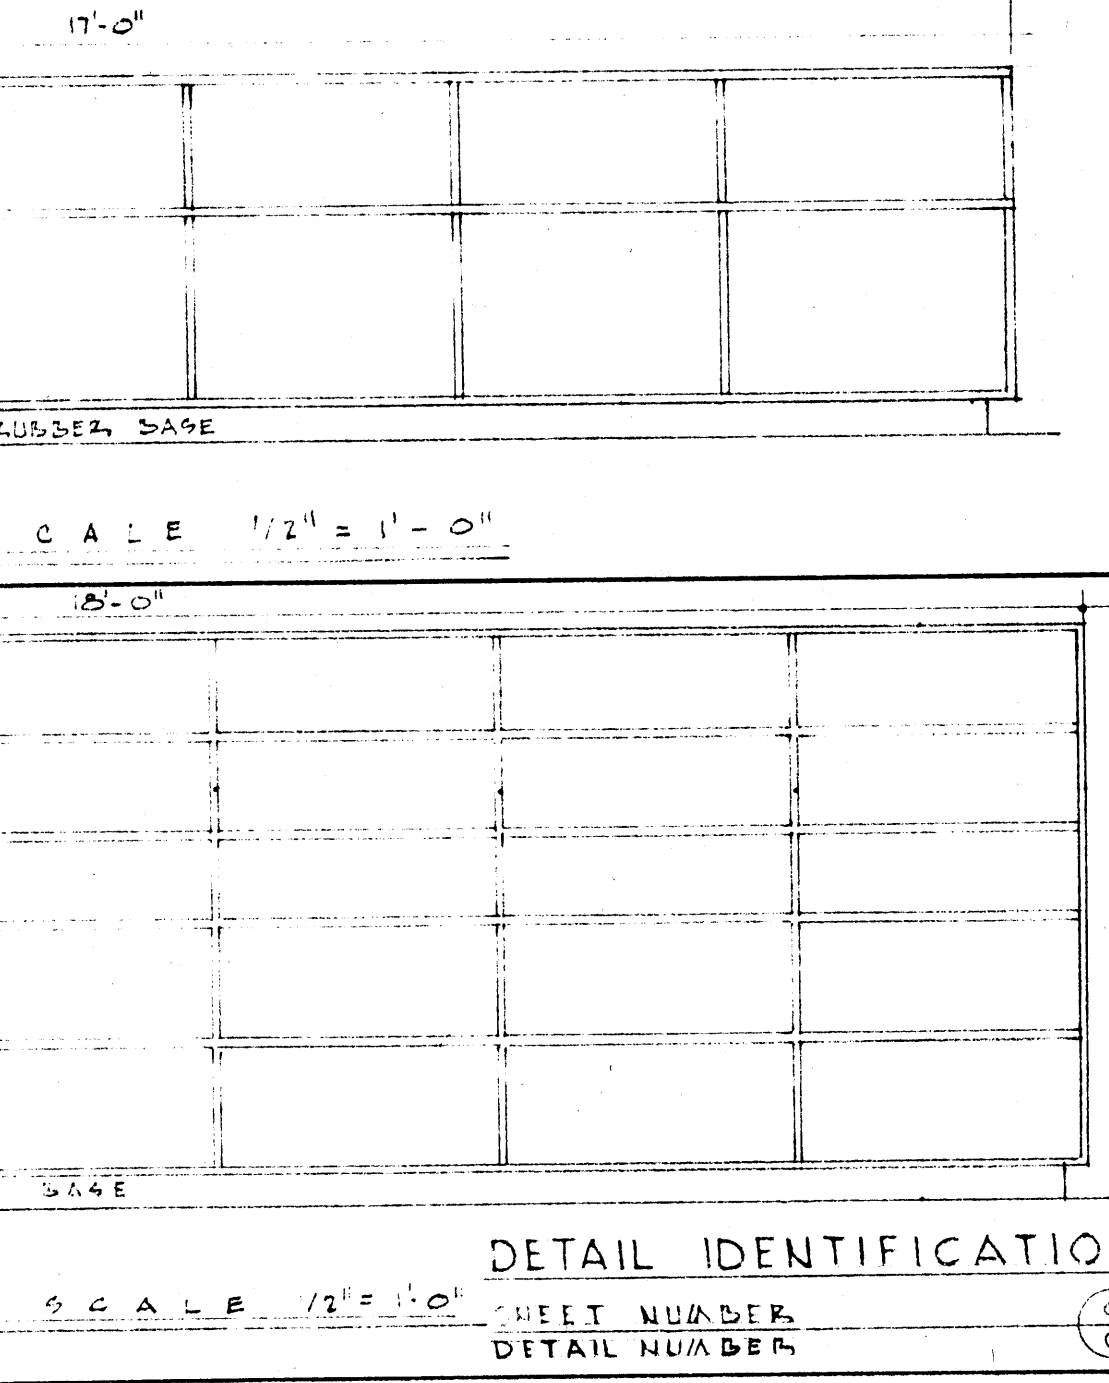 17'-0"
RUBBER BASE
CALE 1/2" = 1'-0"
18'-0"
BASE
DETAIL IDENTIFICATIO
SCALE 1/2" = 1'-0"
SHEET NUMBER
DETAIL NUMBER